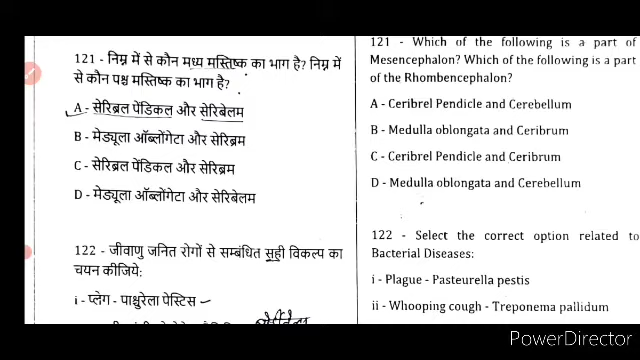 121 - निम्न में से कौन मध्य मस्तिष्क का भाग है? निम्न में
से कौन पश्च मस्तिष्क का भाग है?
A - सेरिब्रल पेंडिकल और सेरिबेलम
B - मेड्यूला ऑब्लोंगेटा और सेरिब्रम
C - सेरिब्रल पेंडिकल और सेरिब्रम
D - मेड्यूला ऑब्लोंगेटा और सेरिबेलम
122 - जीवाणु जनित रोगों से सम्बंधित सही विकल्प का
चयन कीजिये:
i - प्लेग - पाश्चुरेला पेस्टिस
121 - Which of the following is a part of
Mesencephalon? Which of the following is a part
of the Rhombencephalon?
A - Ceribrel Pendicle and Cerebellum
B - Medulla oblongata and Ceribrum
C - Ceribrel Pendicle and Ceribrum
D - Medulla oblongata and Cerebellum
122 - Select the correct option related to
Bacterial Diseases:
i - Plague - Pasteurella pestis
ii - Whooping cough - Treponema pallidum
PowerDirector